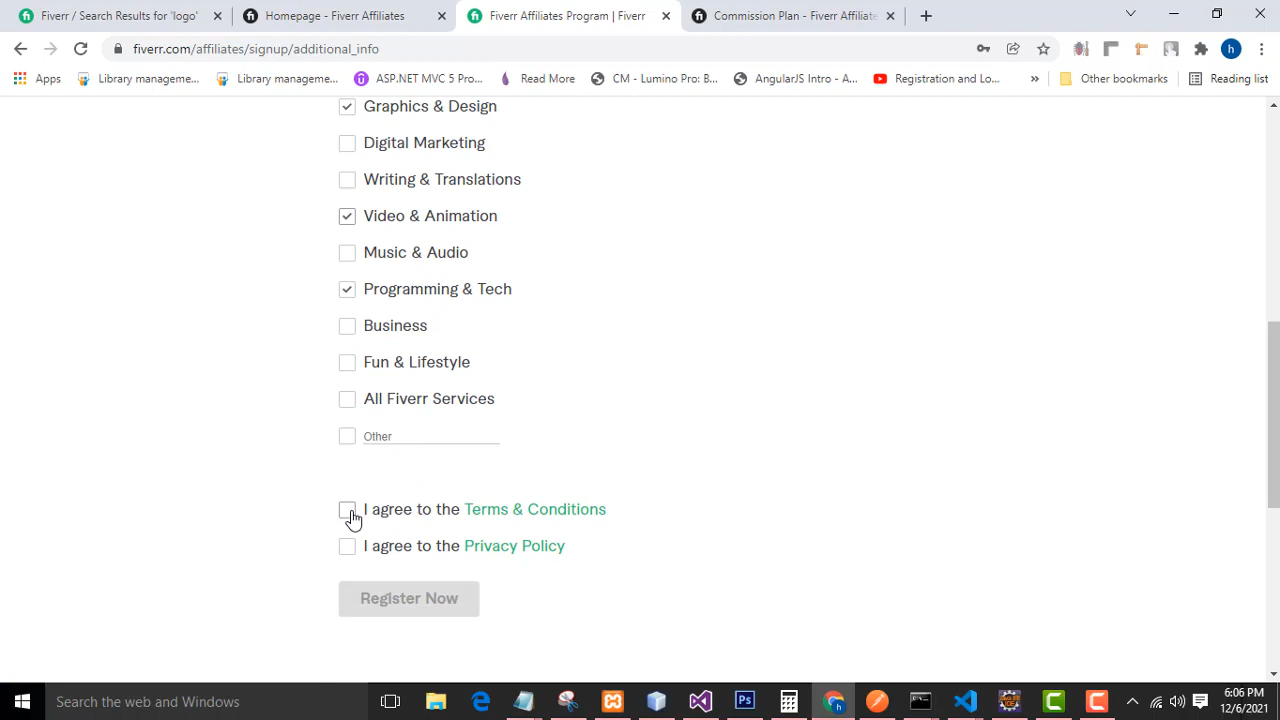 Fiverr / Search Results for 'logo'
Homepage - Fiverr Affiliates
Fiverr Affiliates Program | Fiverr
Commission Plan - Fiverr Affiliate
fiverr.com/affiliates/signup/additional_info
h
Apps
Library manageme...
Library manageme...
ASP.NET MVC 5 Pro...
Read More
CM - Lumino Pro: B...
AngularJS Intro - A...
Registration and Lo...
Other bookmarks
Reading list
Graphics & Design
Digital Marketing
Writing & Translations
Video & Animation
Music & Audio
Programming & Tech
Business
Fun & Lifestyle
All Fiverr Services
Other
I agree to the Terms & Conditions
I agree to the Privacy Policy
Register Now
Search the web and Windows
6:06 PM
12/6/2021